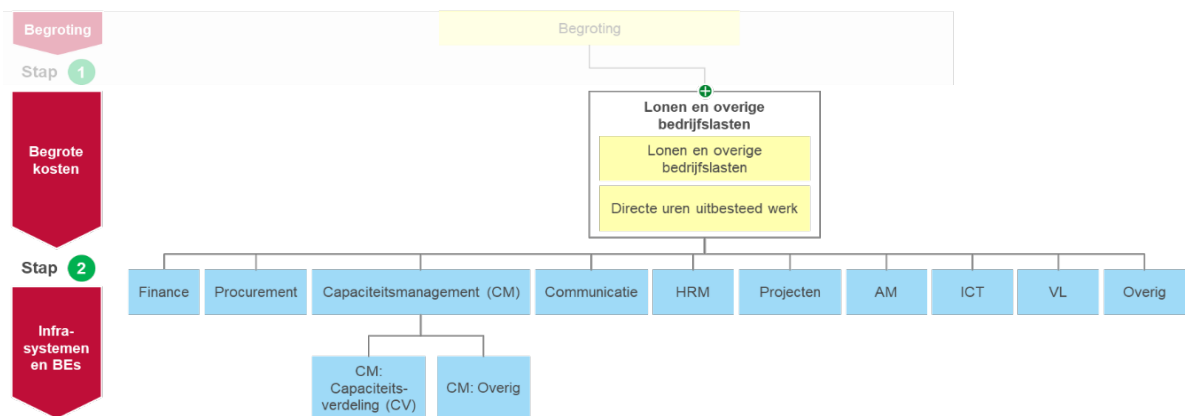 Begroting
Begroting
Stap 1
Lonen en overige
bedrijfslasten
Begrote
kosten
Lonen en overige
bedrijfslasten
Directe uren uitbesteed werk
Stap 2
Finance
Procurement
Capaciteitsmanagement (CM)
Communicatie
HRM
Projecten
AM
ICT
VL
Overig
Infra-
systemen
en BEs
CM:
Capaciteits-
verdeling (CV)
CM: Overig